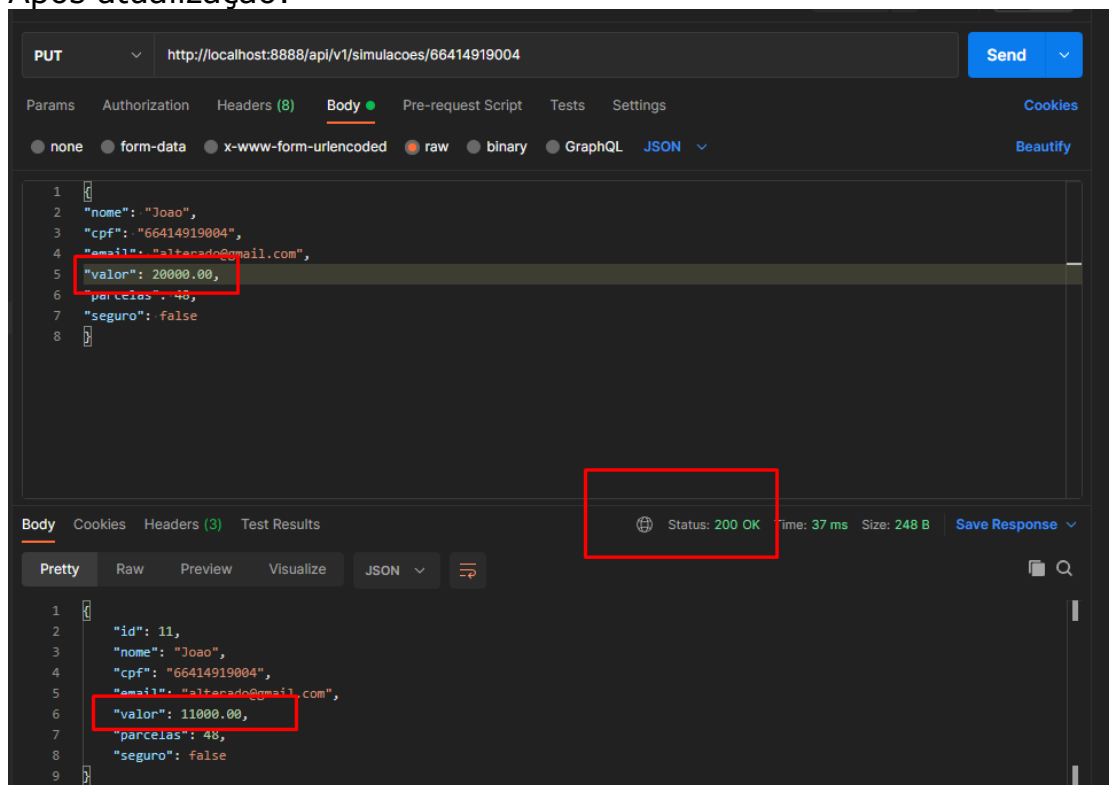 Após atualização:
PUT http://localhost:8888/api/v1/simulacoes/66414919004 Send
Params Authorization Headers (8) Body Pre-request Script Tests Settings Cookies
none form-data x-www-form-urlencoded raw binary GraphQL JSON Beautify
1 {
2 "nome": "Joao",
3 "cpf": "66414919004",
4 "email": "alterado@gmail.com",
5 "valor": 20000.00,
6 "parcelas": 48,
7 "seguro": false
8 }
Body Cookies Headers (3) Test Results Status: 200 OK Time: 37 ms Size: 248 B Save Response
Pretty Raw Preview Visualize JSON
1 {
2 "id": 11,
3 "nome": "Joao",
4 "cpf": "66414919004",
5 "email": "alterado@gmail.com",
6 "valor": 11000.00,
7 "parcelas": 48,
8 "seguro": false
9 }